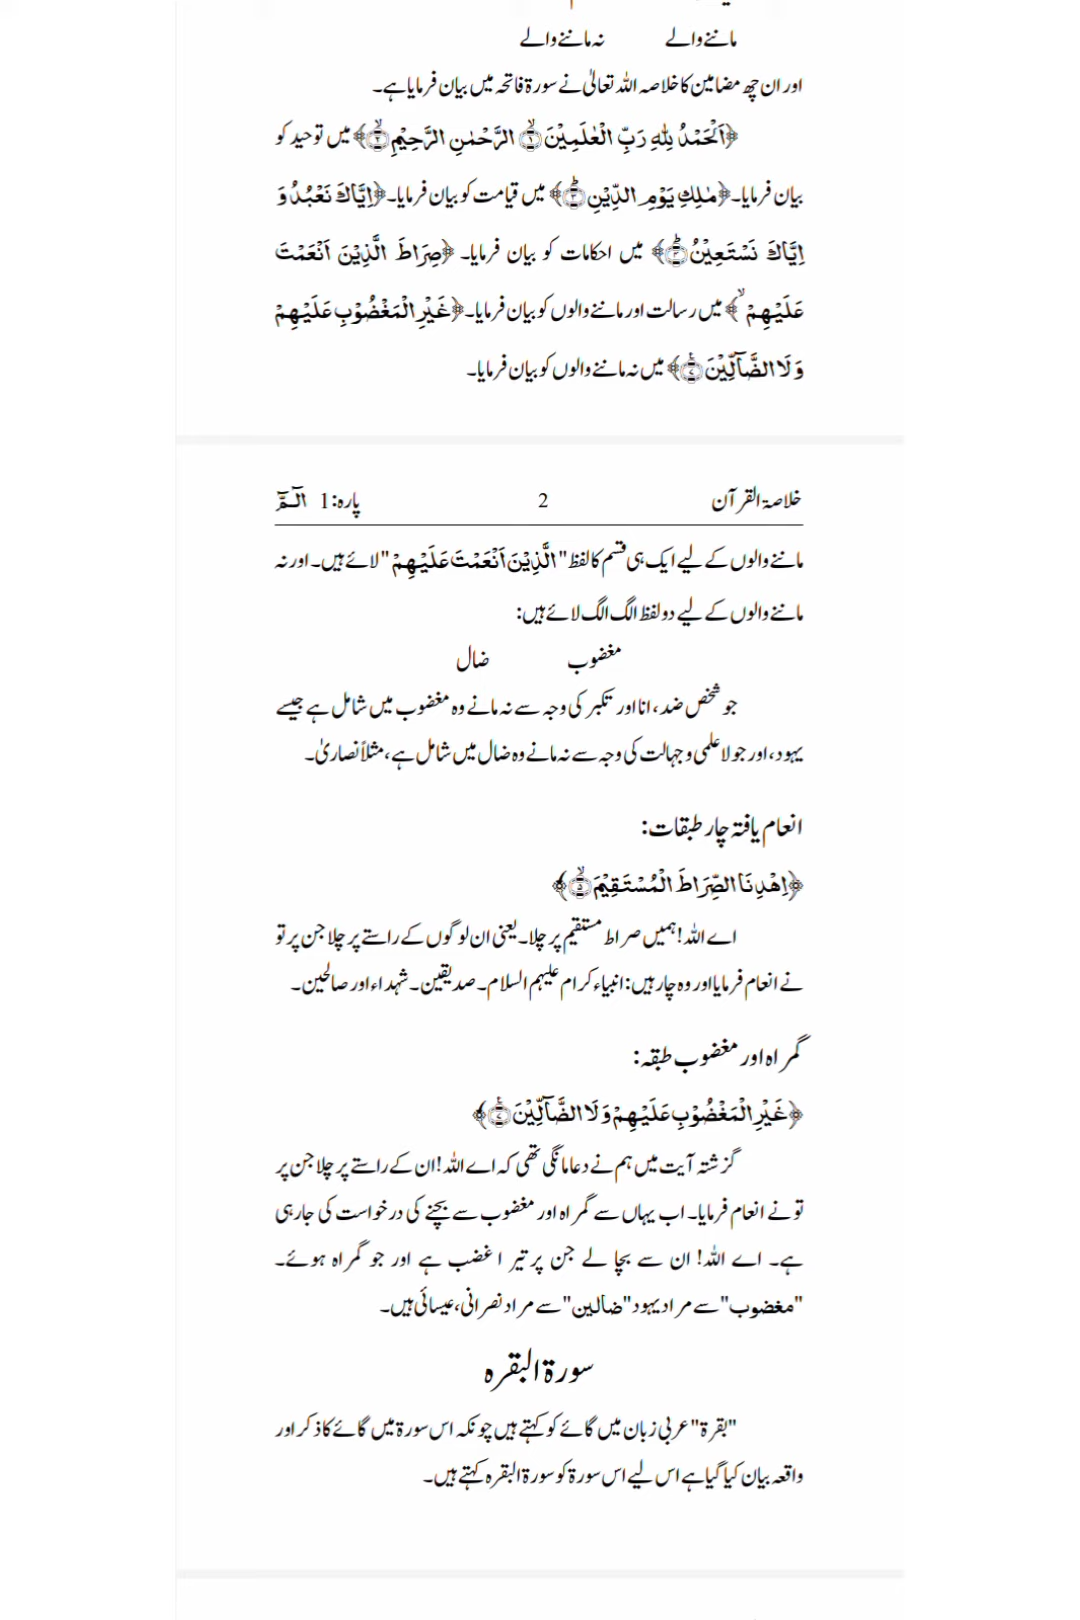 ماننے والے نہ ماننے والے
اور ان چھ مضامین کا خلاصہ اللہ تعالیٰ نے سورۃ فاتحہ میں بیان فرمایا ہے۔
﴿اَلْحَمْدُ لِلّٰهِ رَبِّ الْعٰلَمِيْنَ ۙ۝۱ الرَّحْمٰنِ الرَّحِيْمِ ۙ۝۲﴾ میں توحید کو
بیان فرمایا۔ ﴿مٰلِكِ يَوْمِ الدِّيْنِ ؕ۝۳﴾ میں قیامت کو بیان فرمایا۔ ﴿اِيَّاكَ نَعْبُدُ وَ
اِيَّاكَ نَسْتَعِيْنُ ؕ۝۴﴾ میں احکامات کو بیان فرمایا۔ ﴿صِرَاطَ الَّذِيْنَ اَنْعَمْتَ
عَلَيْهِمْ ۙ﴾ میں رسالت اور ماننے والوں کو بیان فرمایا۔ ﴿غَيْرِ الْمَغْضُوْبِ عَلَيْهِمْ
وَلَا الضَّآلِّيْنَ ؕ۝۷﴾ میں نہ ماننے والوں کو بیان فرمایا۔
خلاصۃ القرآن 2 پارہ: 1 الٓـمّٓ
ماننے والوں کے لیے ایک ہی قسم کا لفظ "الَّذِيْنَ اَنْعَمْتَ عَلَيْهِمْ" لائے ہیں۔ اور نہ
ماننے والوں کے لیے دو لفظ الگ الگ لائے ہیں:
مغضوب ضال
جو شخص ضد، انا اور تکبر کی وجہ سے نہ مانے وہ مغضوب میں شامل ہے جیسے
یہود، اور جو لاعلمی و جہالت کی وجہ سے نہ مانے وہ ضال میں شامل ہے، مثلاً نصاریٰ۔
انعام یافتہ چار طبقات:
﴿اِهْدِنَا الصِّرَاطَ الْمُسْتَقِيْمَ ۙ۝۵﴾
اے اللہ! ہمیں صراط مستقیم پر چلا۔ یعنی ان لوگوں کے راستے پر چلا جن پر تو
نے انعام فرمایا اور وہ چار ہیں: انبیاء کرام علیہم السلام۔ صدیقین۔ شہداء اور صالحین۔
گمراہ اور مغضوب طبقہ:
﴿غَيْرِ الْمَغْضُوْبِ عَلَيْهِمْ وَلَا الضَّآلِّيْنَ ؕ۝۷﴾
گزشتہ آیت میں ہم نے دعا مانگی تھی کہ اے اللہ! ان کے راستے پر چلا جن پر
تو نے انعام فرمایا۔ اب یہاں سے گمراہ اور مغضوب سے بچنے کی درخواست کی جا رہی
ہے۔ اے اللہ! ان سے بچا لے جن پر تیرا غضب ہے اور جو گمراہ ہوئے۔
"مغضوب" سے مراد یہود "ضالین" سے مراد نصرانی، عیسائی ہیں۔
سورۃ البقرہ
"بقرۃ" عربی زبان میں گائے کو کہتے ہیں چونکہ اس سورۃ میں گائے کا ذکر اور
واقعہ بیان کیا گیا ہے اس لیے اس سورۃ کو سورۃ البقرہ کہتے ہیں۔